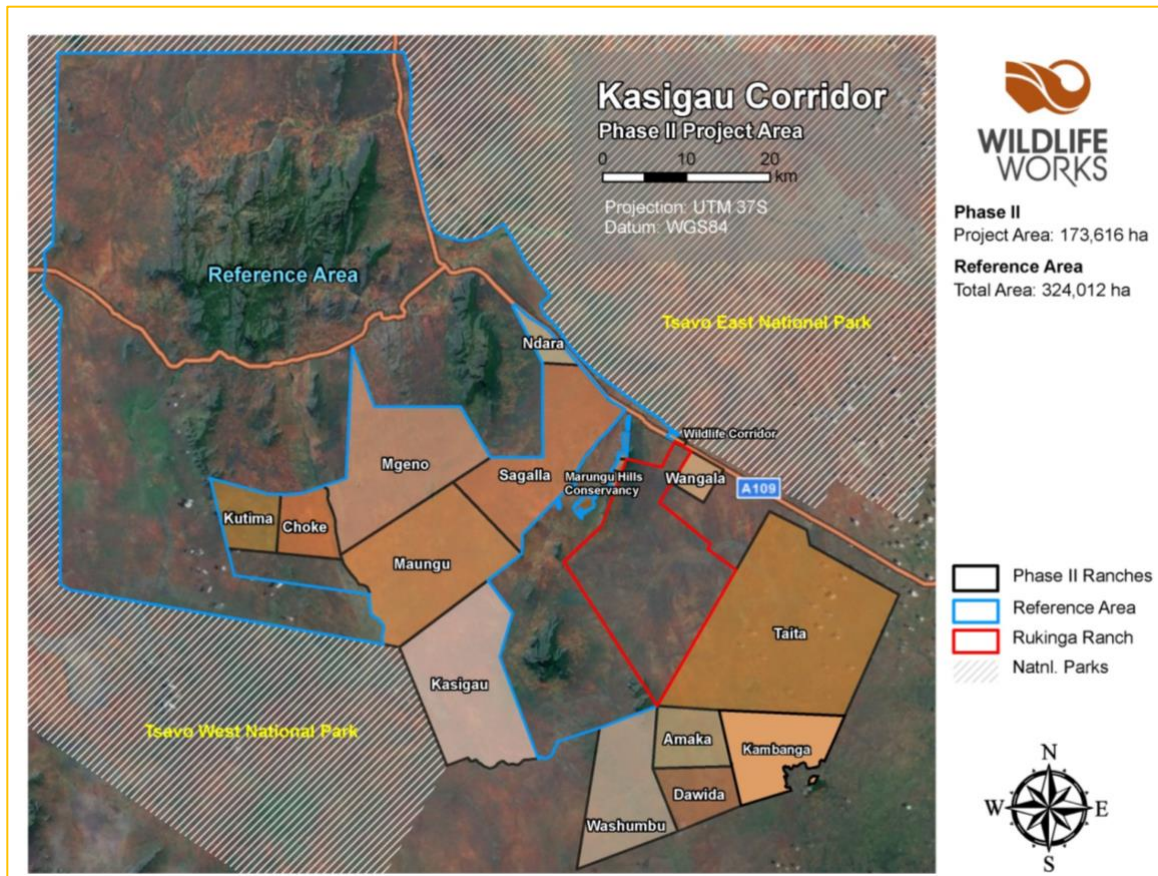 Kasigau Corridor
Phase II Project Area
0 10 20
km
Projection: UTM 37S
Datum: WGS84
WILDLIFE
WORKS
Phase II
Project Area: 173,616 ha
Reference Area
Total Area: 324,012 ha
Reference Area
Tsavo East National Park
Ndara
Wildlife Corridor
Mgeno
Sagalla
Marungu Hills
Conservancy
Wangala
A109
Kutima
Choke
Maungu
Taita
Kasigau
Tsavo West National Park
Amaka
Kambanga
Dawida
Washumbu
Phase II Ranches
Reference Area
Rukinga Ranch
Natnl. Parks
N
W
E
S